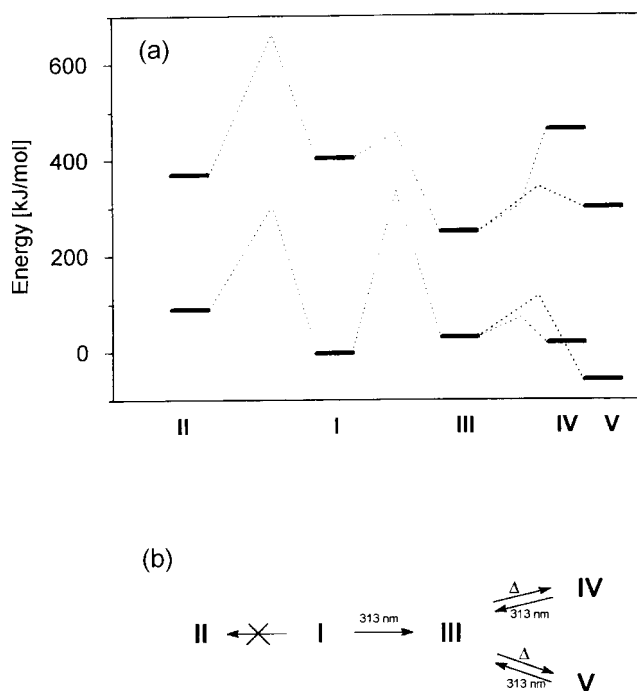 (a)
Energy [kJ/mol]
600
400
200
0
II I III IV V
(b)
II I 313 nm III Δ 313 nm IV
Δ 313 nm V